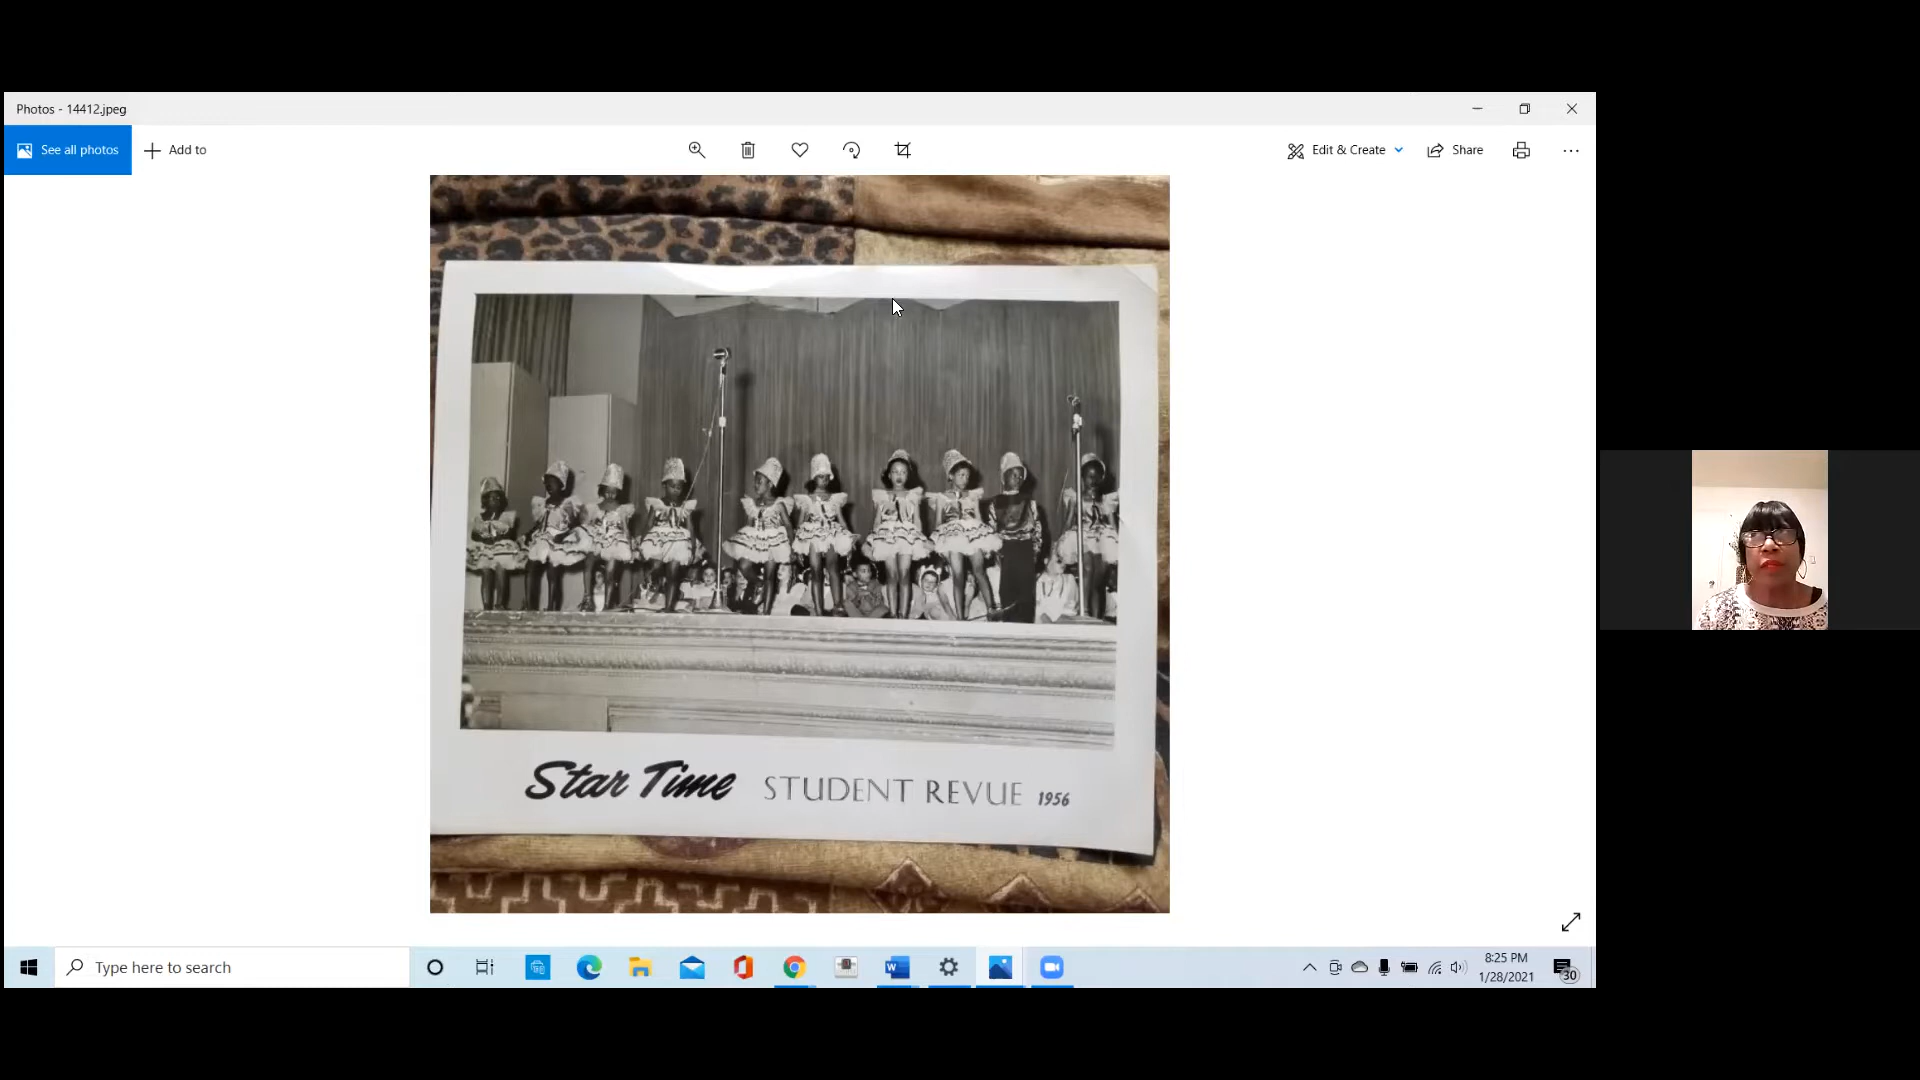 Photos - 14412.jpeg
See all photos
Add to
Edit & Create
Share
Star Time STUDENT REVUE 1956
Type here to search
8:25 PM
1/28/2021
30